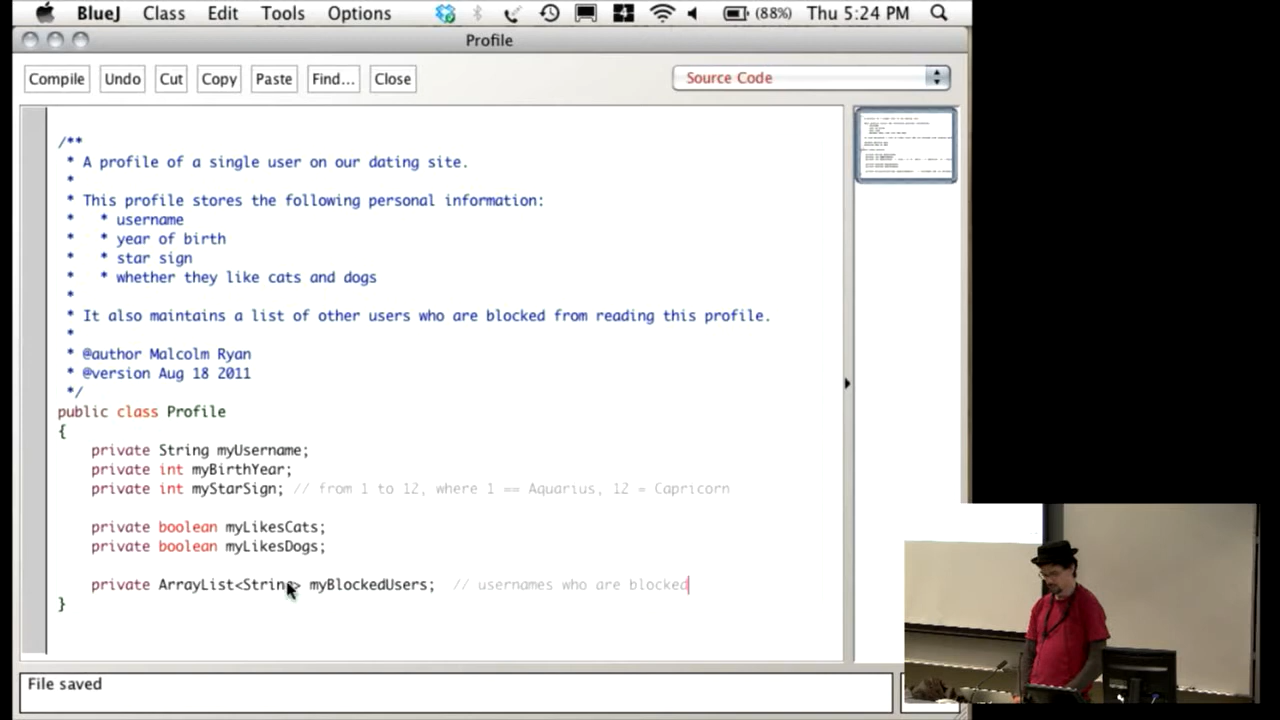 BlueJ Class Edit Tools Options 4 (88%) Thu 5:24 PM
Profile
Compile Undo Cut Copy Paste Find... Close Source Code
/**
* A profile of a single user on our dating site.
*
* This profile stores the following personal information:
* * username
* * year of birth
* * star sign
* * whether they like cats and dogs
*
* It also maintains a list of other users who are blocked from reading this profile.
*
* @author Malcolm Ryan
* @version Aug 18 2011
*/
public class Profile
{
private String myUsername;
private int myBirthYear;
private int myStarSign; // from 1 to 12, where 1 == Aquarius, 12 = Capricorn
private boolean myLikesCats;
private boolean myLikesDogs;
private ArrayList<String> myBlockedUsers; // usernames who are blocked
}
File saved